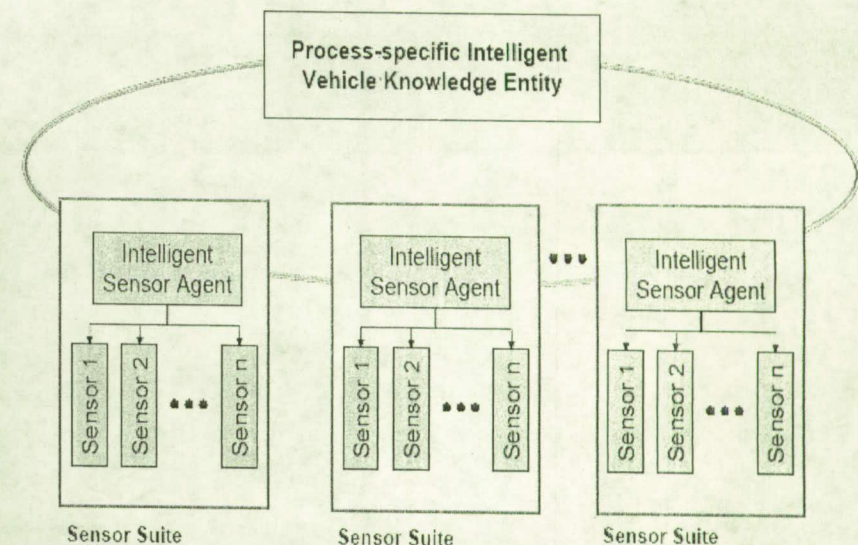 Process-specific Intelligent
Vehicle Knowledge Entity
Intelligent
Sensor Agent
Sensor 1
Sensor 2
Sensor n
Sensor Suite
Intelligent
Sensor Agent
Sensor 1
Sensor 2
Sensor n
Sensor Suite
Intelligent
Sensor Agent
Sensor 1
Sensor 2
Sensor n
Sensor Suite